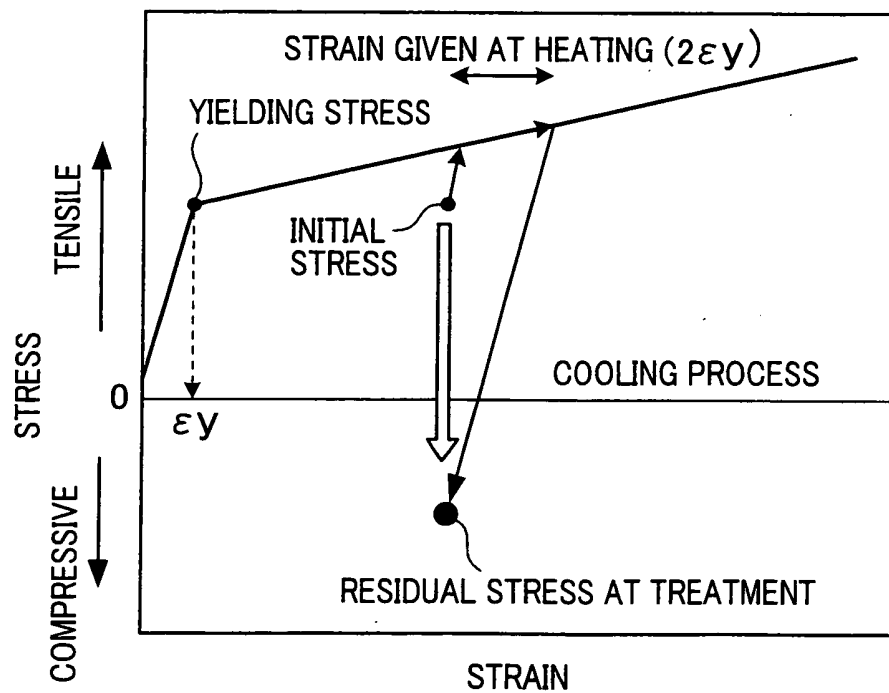 STRAIN GIVEN AT HEATING (2εy)
YIELDING STRESS
TENSILE
INITIAL
STRESS
STRESS
0
εy
COOLING PROCESS
COMPRESSIVE
RESIDUAL STRESS AT TREATMENT
STRAIN